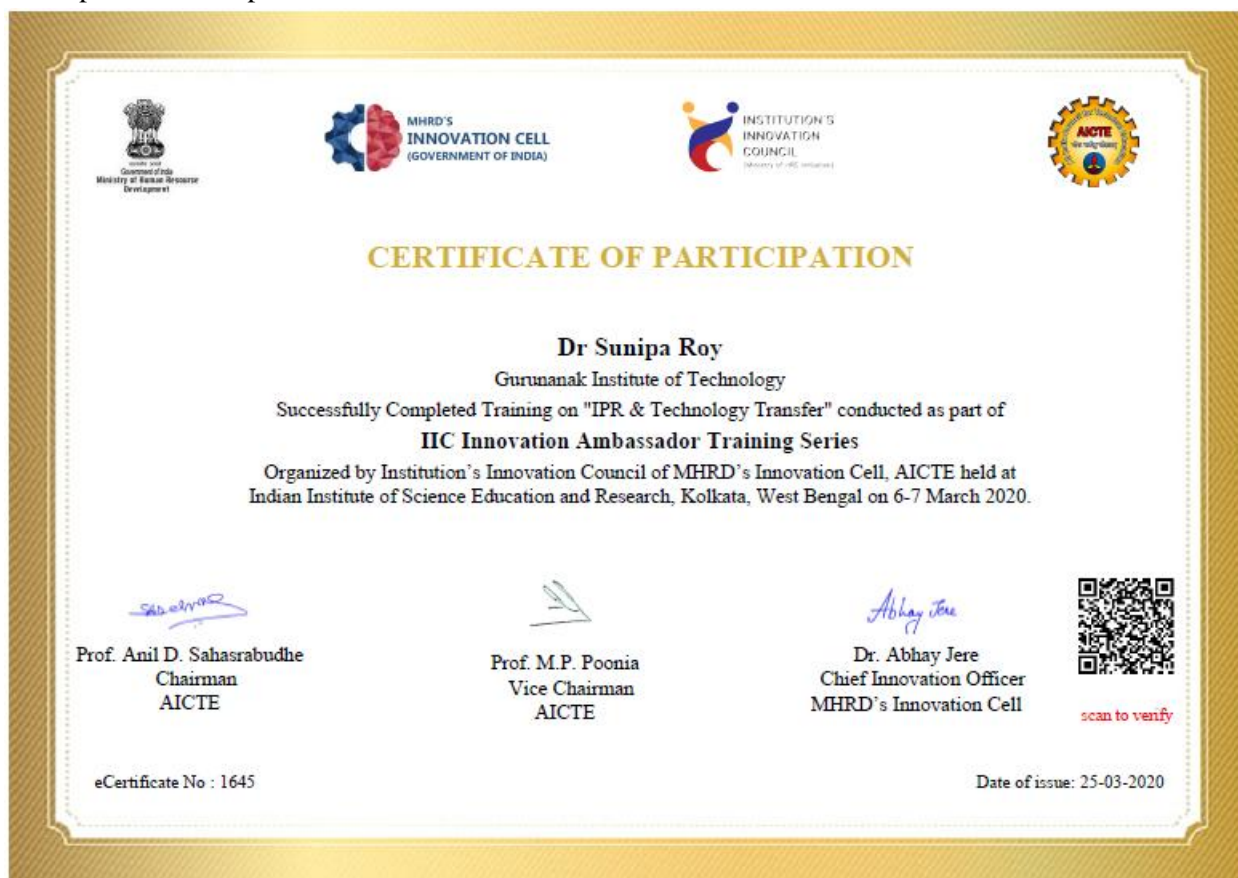 Government of India
Ministry of Human Resource
Development
MHRD'S
INNOVATION CELL
(GOVERNMENT OF INDIA)
INSTITUTION'S
INNOVATION
COUNCIL
(Ministry of HRD Initiative)
AICTE
CERTIFICATE OF PARTICIPATION
Dr Sunipa Roy
Gurunanak Institute of Technology
Successfully Completed Training on "IPR & Technology Transfer" conducted as part of
IIC Innovation Ambassador Training Series
Organized by Institution's Innovation Council of MHRD's Innovation Cell, AICTE held at
Indian Institute of Science Education and Research, Kolkata, West Bengal on 6-7 March 2020.
Abhay Jere
Prof. Anil D. Sahasrabudhe
Chairman
AICTE
Prof. M.P. Poonia
Vice Chairman
AICTE
Dr. Abhay Jere
Chief Innovation Officer
MHRD's Innovation Cell
scan to verify
eCertificate No : 1645
Date of issue: 25-03-2020